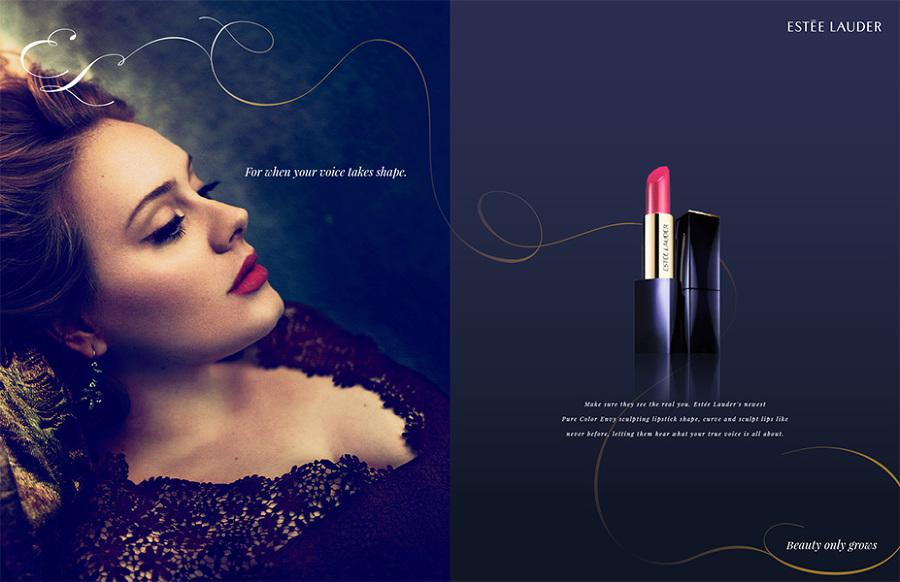 EL
For when your voice takes shape.
ESTĒE LAUDER
ESTĒE LAUDER
Make sure they see the real you. Estée Lauder's newest
Pure Color Envy sculpting lipstick shape, curve and sculpt lips like
never before, letting them hear what your true voice is all about.
Beauty only grows